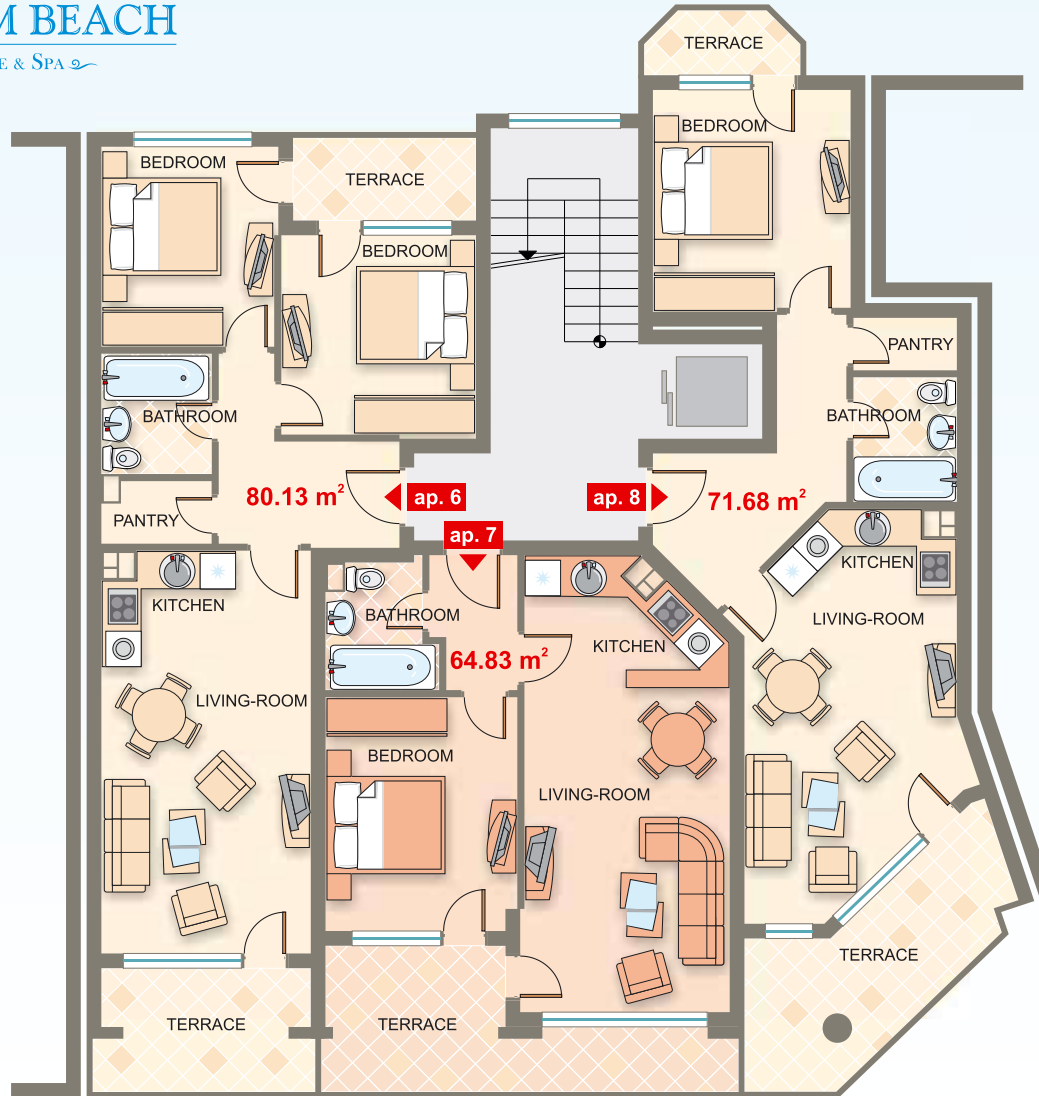 BEACH
& SPA
TERRACE
BEDROOM
BEDROOM
TERRACE
BEDROOM
PANTRY
BATHROOM
BATHROOM
80.13 m²
ap. 6
ap. 8
71.68 m²
PANTRY
ap. 7
KITCHEN
KITCHEN
BATHROOM
LIVING-ROOM
KITCHEN
64.83 m²
LIVING-ROOM
BEDROOM
LIVING-ROOM
TERRACE
TERRACE
TERRACE